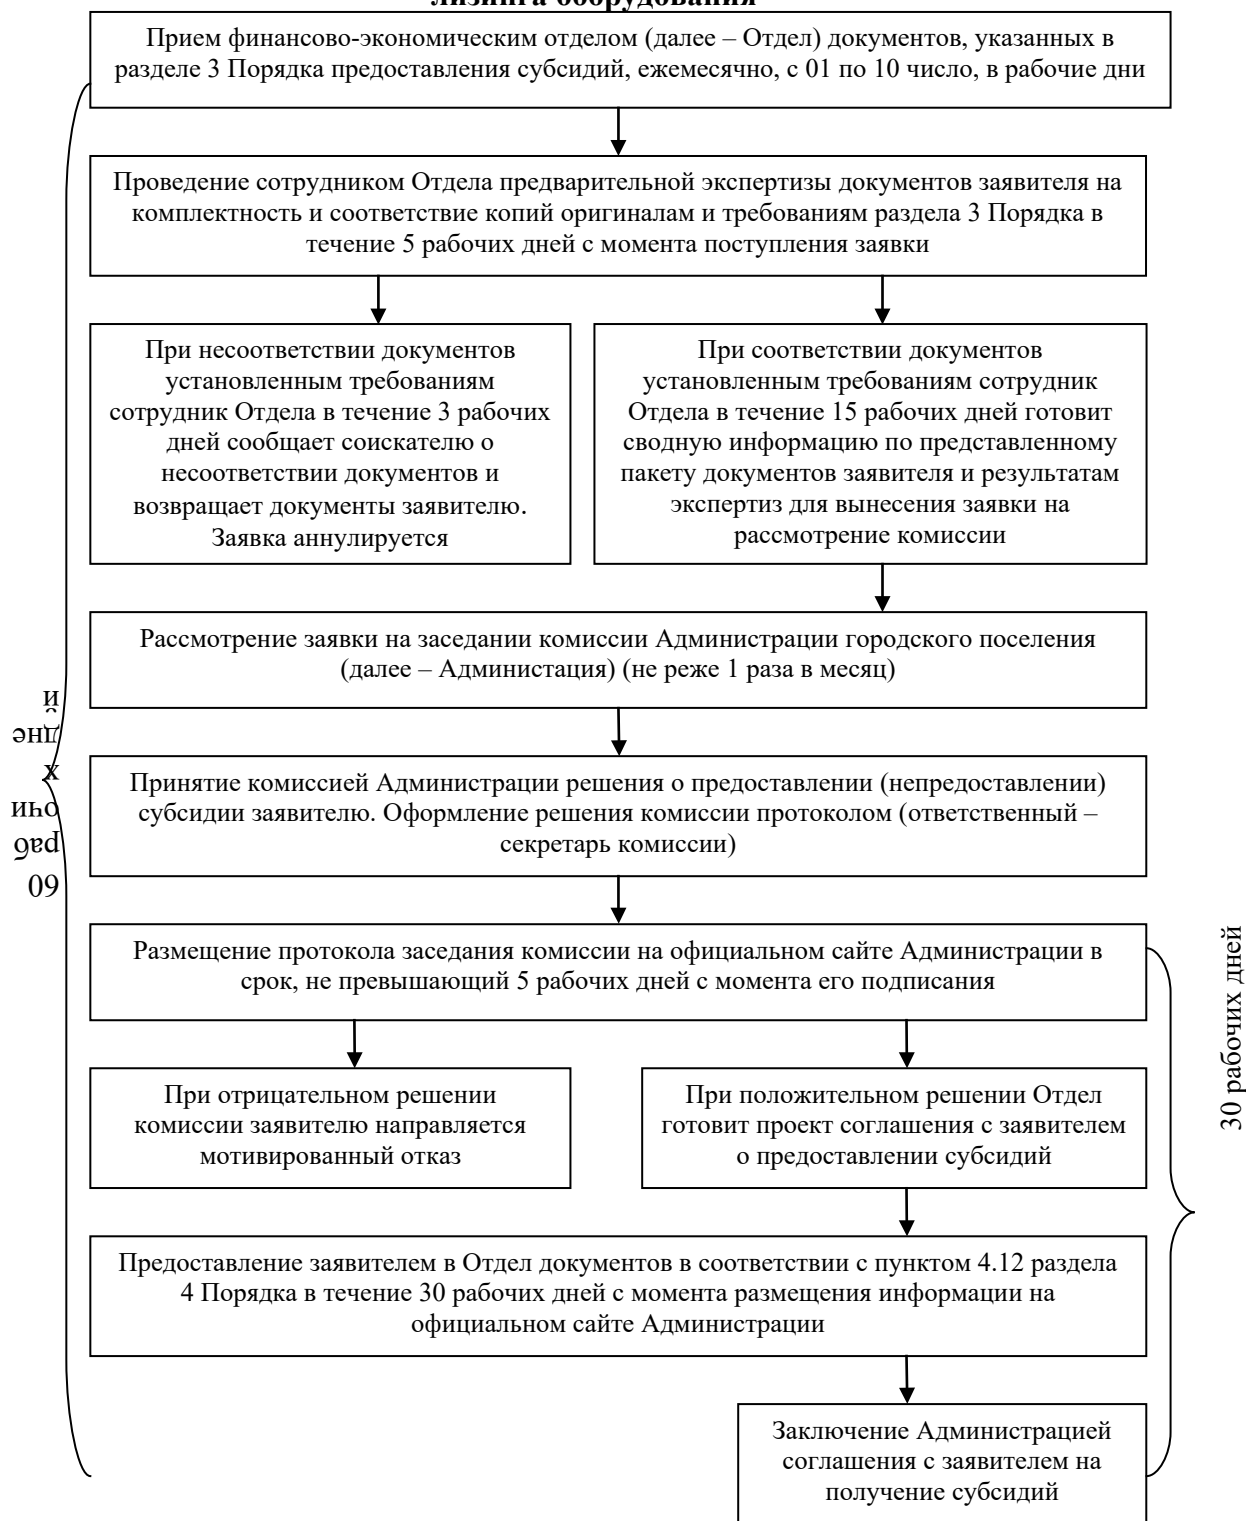 лизинга оборудования
Прием финансово-экономическим отделом (далее – Отдел) документов, указанных в
разделе 3 Порядка предоставления субсидий, ежемесячно, с 01 по 10 число, в рабочие дни
Проведение сотрудником Отдела предварительной экспертизы документов заявителя на
комплектность и соответствие копий оригиналам и требованиям раздела 3 Порядка в
течение 5 рабочих дней с момента поступления заявки
При несоответствии документов
установленным требованиям
сотрудник Отдела в течение 3 рабочих
дней сообщает соискателю о
несоответствии документов и
возвращает документы заявителю.
Заявка аннулируется
При соответствии документов
установленным требованиям сотрудник
Отдела в течение 15 рабочих дней готовит
сводную информацию по представленному
пакету документов заявителя и результатам
экспертиз для вынесения заявки на
рассмотрение комиссии
Рассмотрение заявки на заседании комиссии Администрации городского поселения
(далее – Администация) (не реже 1 раза в месяц)
Принятие комиссией Администрации решения о предоставлении (непредоставлении)
субсидии заявителю. Оформление решения комиссии протоколом (ответственный –
секретарь комиссии)
60
раб
очи
х
дне
й
Размещение протокола заседания комиссии на официальном сайте Администрации в
срок, не превышающий 5 рабочих дней с момента его подписания
При отрицательном решении
комиссии заявителю направляется
мотивированный отказ
При положительном решении Отдел
готовит проект соглашения с заявителем
о предоставлении субсидий
30 рабочих дней
Предоставление заявителем в Отдел документов в соответствии с пунктом 4.12 раздела
4 Порядка в течение 30 рабочих дней с момента размещения информации на
официальном сайте Администрации
Заключение Администрацией
соглашения с заявителем на
получение субсидий